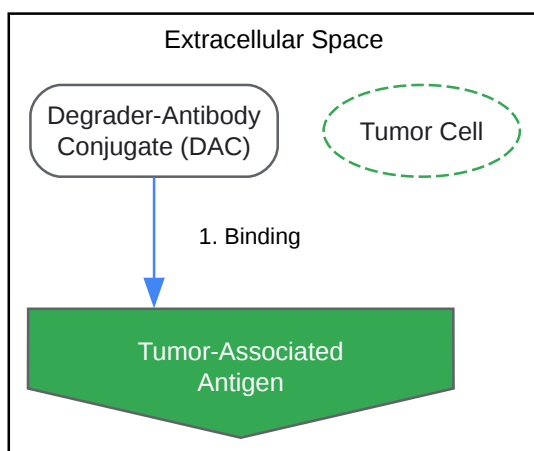 Extracellular Space
Degrader-Antibody
Conjugate (DAC)
Tumor Cell
1. Binding
Tumor-Associated
Antigen